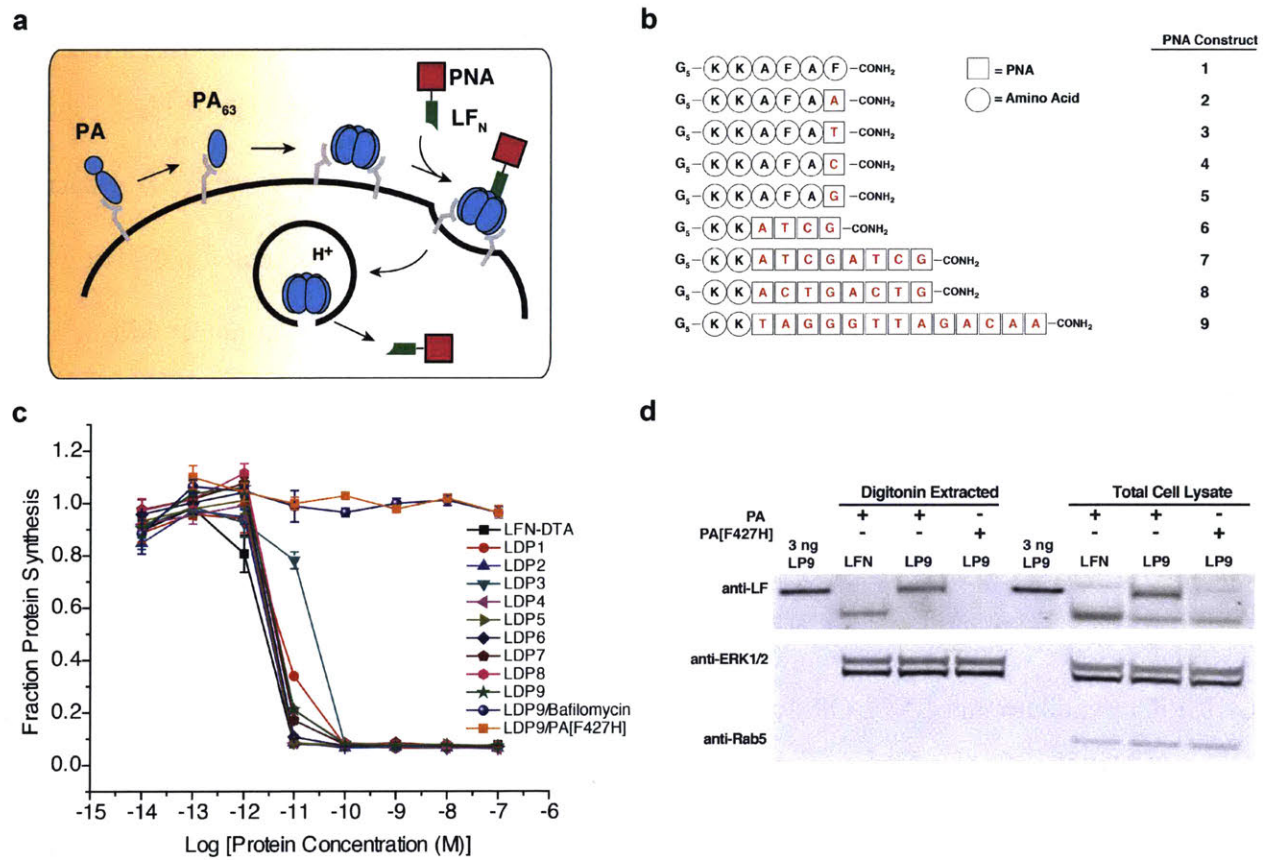 a
PA
PA63
PNA
LFN
H+
b
PNA Construct
G5 K K A F A F CONH2 1
G5 K K A F A A CONH2 2
G5 K K A F A T CONH2 3
G5 K K A F A C CONH2 4
G5 K K A F A G CONH2 5
G5 K K A T C G CONH2 6
G5 K K A T C G A T C G CONH2 7
G5 K K A C T G A C T G CONH2 8
G5 K K T A G G G T T A G A C A A CONH2 9
= PNA
= Amino Acid
c
Fraction Protein Synthesis
1.2
1.0
0.8
0.6
0.4
0.2
0.0
-15 -14 -13 -12 -11 -10 -9 -8 -7 -6
Log [Protein Concentration (M)]
LFN-DTA
LDP1
LDP2
LDP3
LDP4
LDP5
LDP6
LDP7
LDP8
LDP9
LDP9/Bafilomycin
LDP9/PA[F427H]
d
Digitonin Extracted Total Cell Lysate
PA + + - + + -
PA[F427H] - - + - - +
3 ng LP9 LFN LP9 LP9 3 ng LP9 LFN LP9 LP9
anti-LF
anti-ERK1/2
anti-Rab5